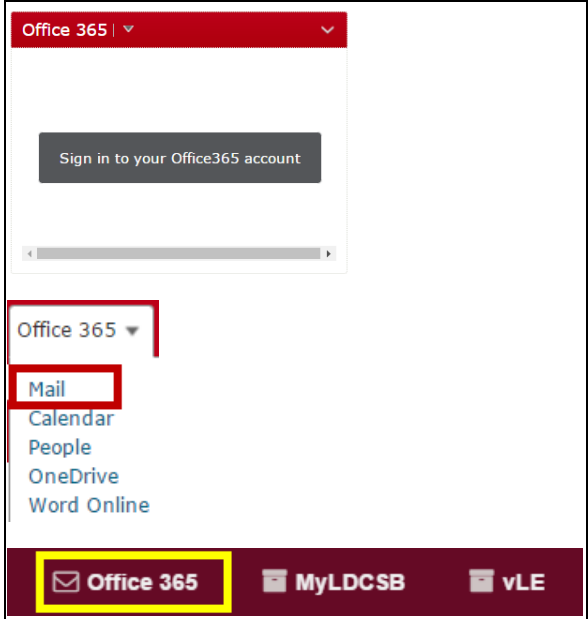 Office 365
Sign in to your Office365 account
Office 365
Mail
Calendar
People
OneDrive
Word Online
Office 365 MyLDCSB vLE